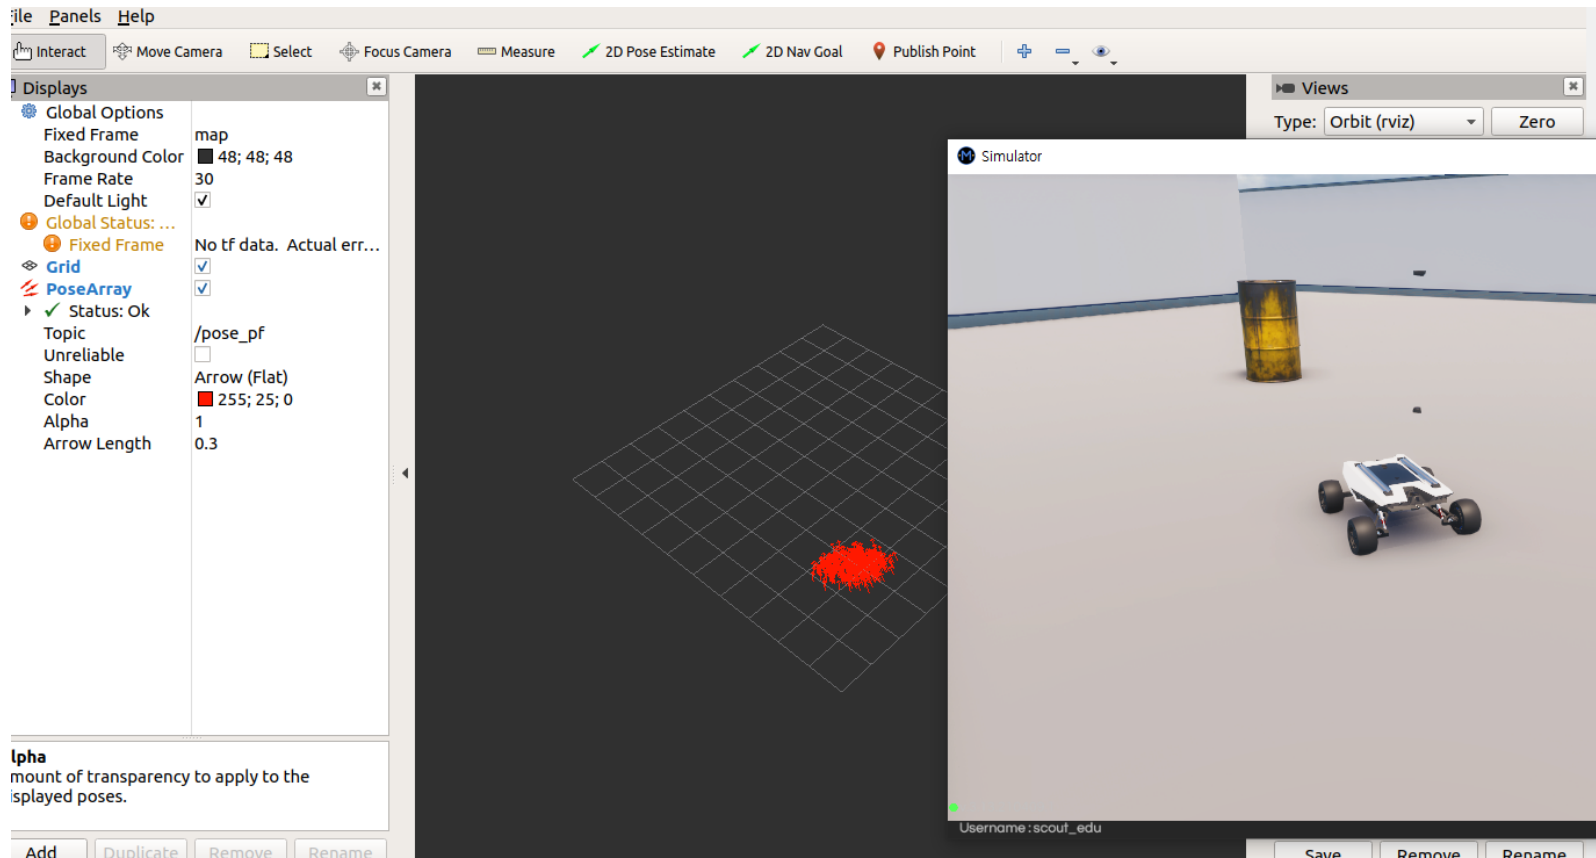 File Panels Help
Interact Move Camera Select Focus Camera Measure 2D Pose Estimate 2D Nav Goal Publish Point
Displays
Global Options
Fixed Frame map
Background Color 48; 48; 48
Frame Rate 30
Default Light
Global Status: ...
Fixed Frame No tf data. Actual err...
Grid
PoseArray
Status: Ok
Topic /pose_pf
Unreliable
Shape Arrow (Flat)
Color 255; 25; 0
Alpha 1
Arrow Length 0.3
lpha
mount of transparency to apply to the
isplayed poses.
Add Duplicate Remove Rename
Views
Type: Orbit (rviz) Zero
M Simulator
Username : scout_edu
Save Remove Rename